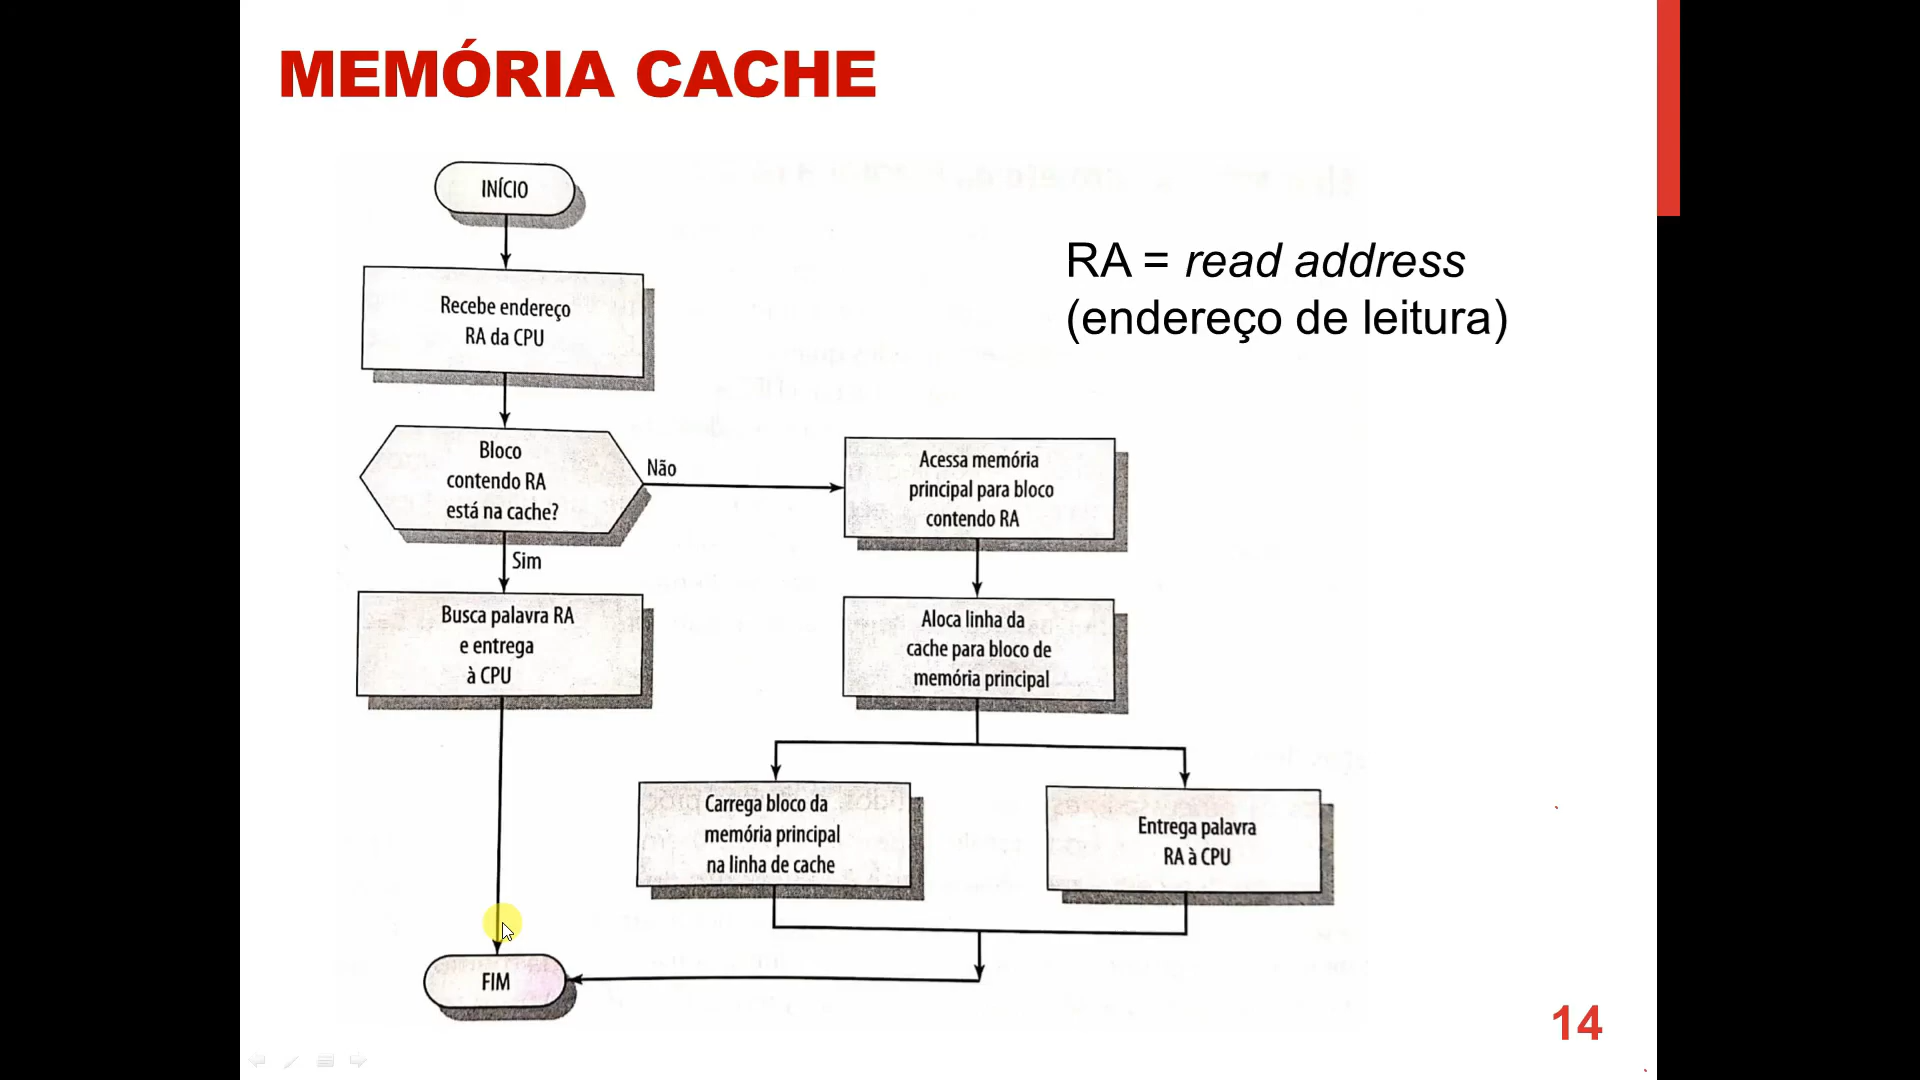 MEMÓRIA CACHE
INÍCIO
Recebe endereço
RA da CPU
Bloco
contendo RA
está na cache?
Não
Sim
Busca palavra RA
e entrega
à CPU
FIM
Acessa memória
principal para bloco
contendo RA
Aloca linha da
cache para bloco de
memória principal
Carrega bloco da
memória principal
na linha de cache
Entrega palavra
RA à CPU
RA = read address
(endereço de leitura)
14